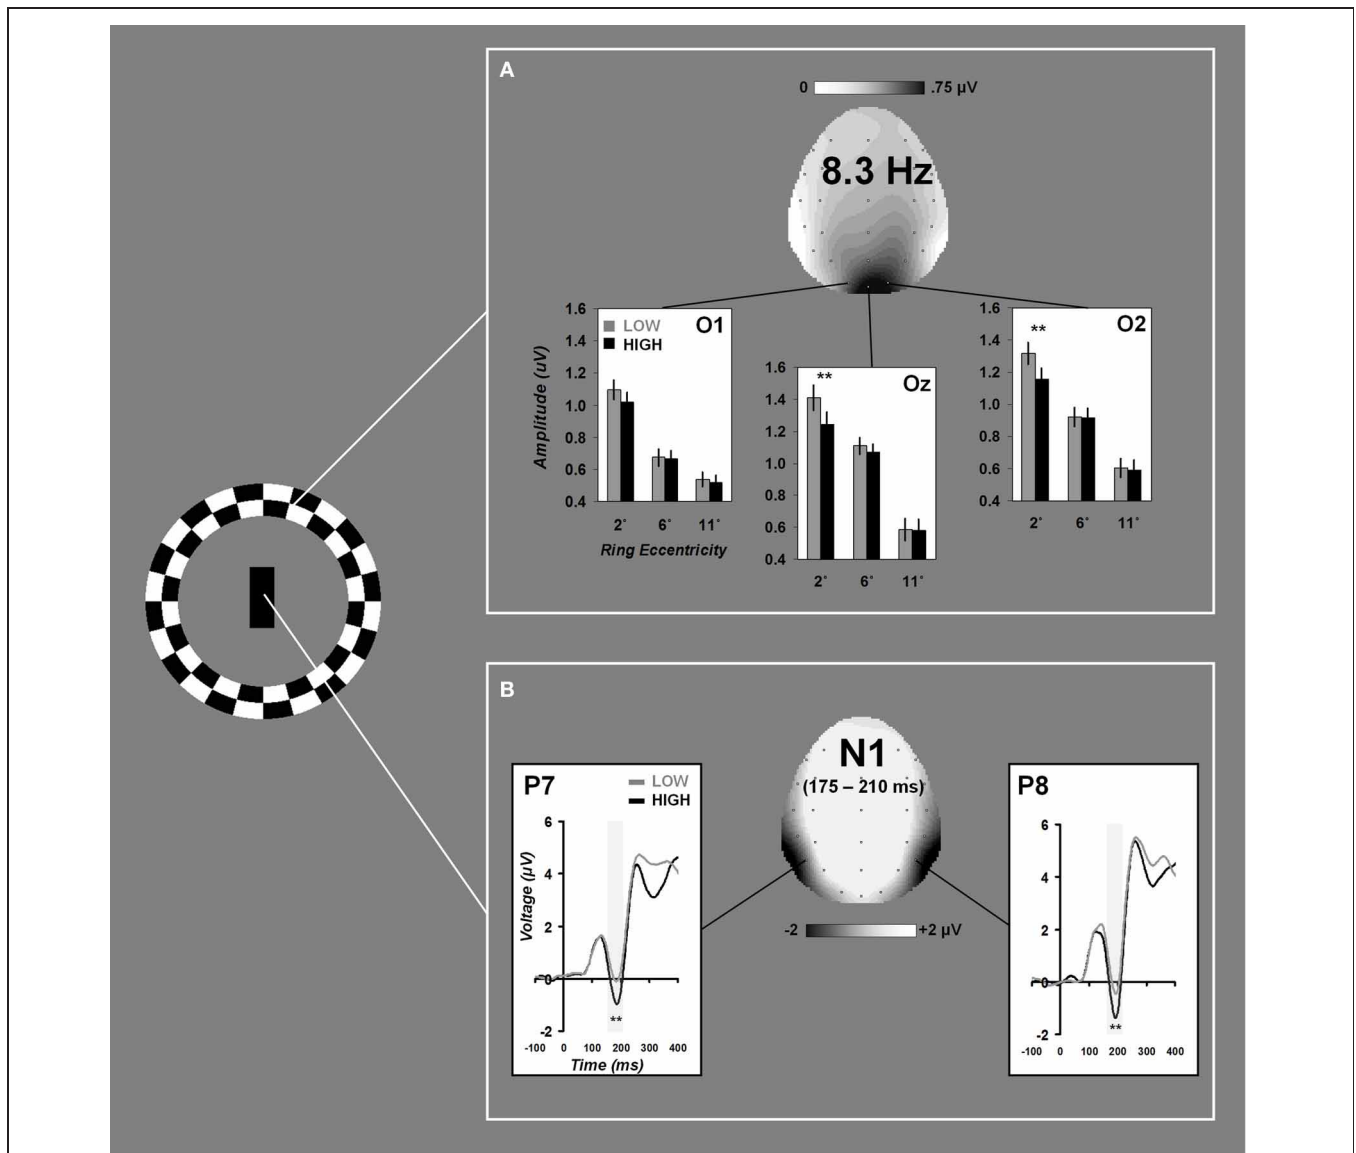 A
0 .75 µV
8.3 Hz
O1
LOW
HIGH
1.6
1.4
1.2
1.0
0.8
0.6
0.4
Amplitude (uV)
2° 6° 11°
Ring Eccentricity
**
Oz
1.6
1.4
1.2
1.0
0.8
0.6
0.4
2° 6° 11°
**
O2
1.6
1.4
1.2
1.0
0.8
0.6
0.4
2° 6° 11°
B
N1
(175 – 210 ms)
-2 +2 µV
P7
LOW
HIGH
6
4
2
0
-2
Voltage (µV)
**
-100 0 100 200 300 400
Time (ms)
P8
6
4
2
0
-2
**
-100 0 100 200 300 400